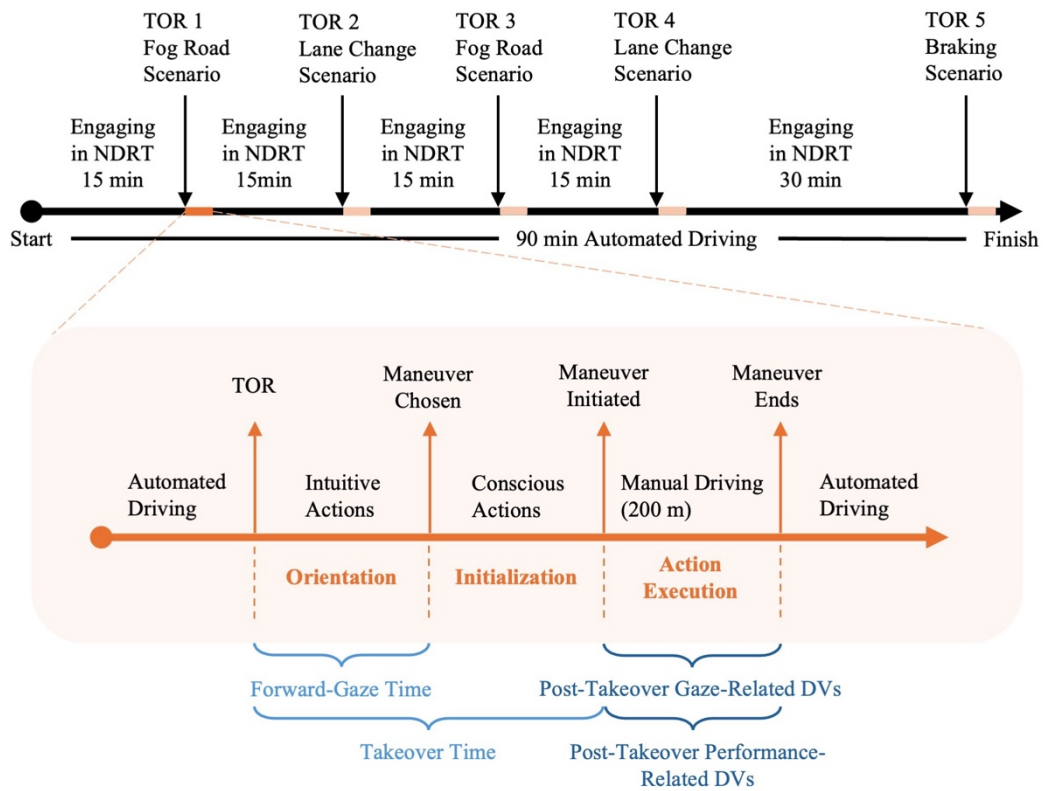 TOR 1
Fog Road
Scenario
TOR 2
Lane Change
Scenario
TOR 3
Fog Road
Scenario
TOR 4
Lane Change
Scenario
TOR 5
Braking
Scenario
Engaging
in NDRT
15 min
Engaging
in NDRT
15min
Engaging
in NDRT
15 min
Engaging
in NDRT
15 min
Engaging
in NDRT
30 min
Start
90 min Automated Driving
Finish
TOR
Maneuver
Chosen
Maneuver
Initiated
Maneuver
Ends
Automated
Driving
Intuitive
Actions
Conscious
Actions
Manual Driving
(200 m)
Automated
Driving
Orientation
Initialization
Action
Execution
Forward-Gaze Time
Post-Takeover Gaze-Related DVs
Takeover Time
Post-Takeover Performance-
Related DVs